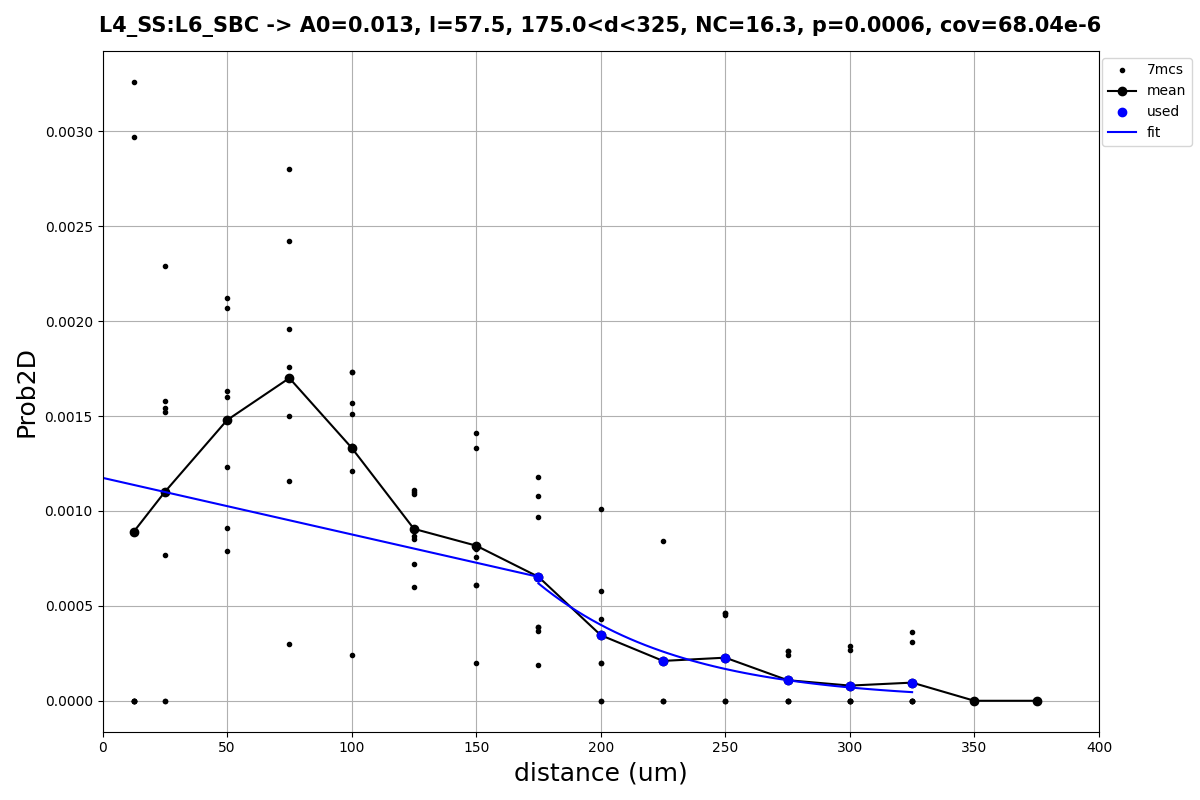 L4_SS:L6_SBC -> A0=0.013, l=57.5, 175.0<d<325, NC=16.3, p=0.0006, cov=68.04e-6
7mcs
mean
used
fit
0.0030
0.0025
0.0020
0.0015
0.0010
0.0005
0.0000
Prob2D
0 50 100 150 200 250 300 350 400
distance (um)